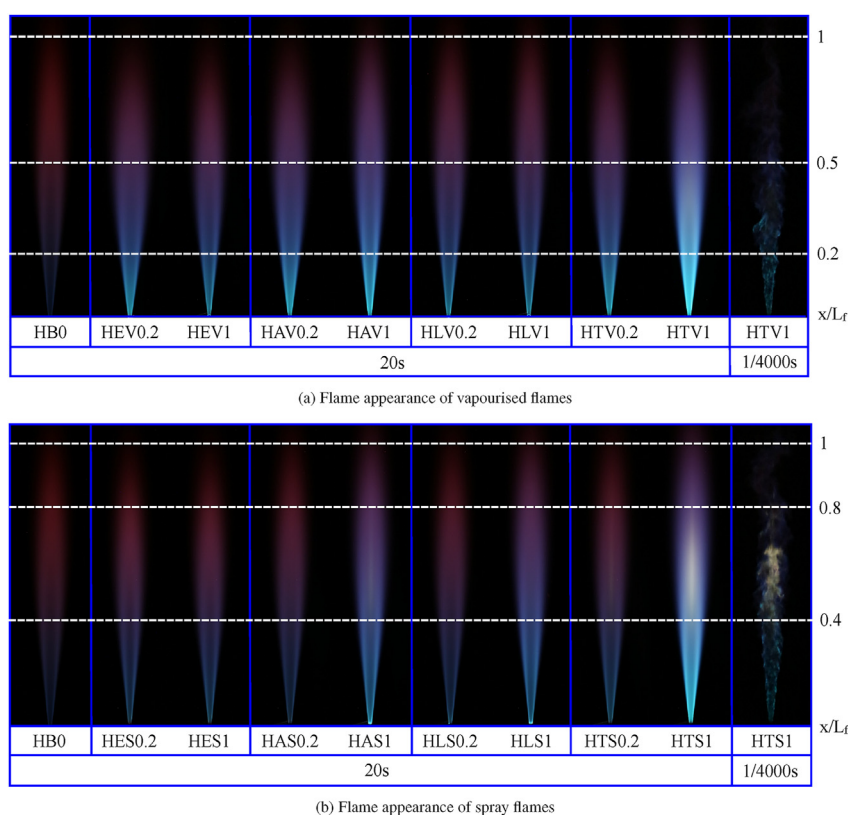 1
0.5
0.2
x/Lf
HB0 HEV0.2 HEV1 HAV0.2 HAV1 HLV0.2 HLV1 HTV0.2 HTV1 HTV1
20s 1/4000s
(a) Flame appearance of vapourised flames
1
0.8
0.4
x/Lf
HB0 HES0.2 HES1 HAS0.2 HAS1 HLS0.2 HLS1 HTS0.2 HTS1 HTS1
20s 1/4000s
(b) Flame appearance of spray flames